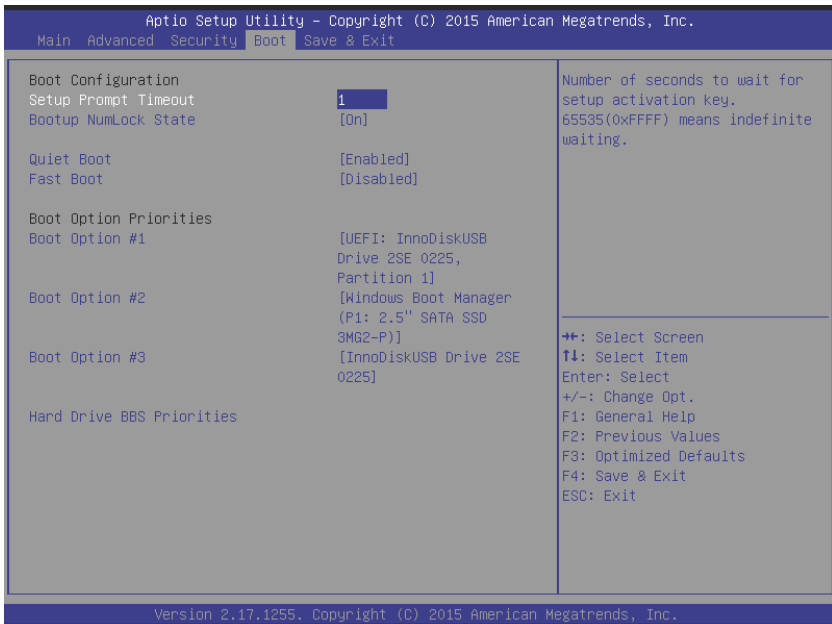 Aptio Setup Utility – Copyright (C) 2015 American Megatrends, Inc.
Main Advanced Security Boot Save & Exit
Boot Configuration
Setup Prompt Timeout 1
Bootup NumLock State [On]
Quiet Boot [Enabled]
Fast Boot [Disabled]
Boot Option Priorities
Boot Option #1 [UEFI: InnoDiskUSB
Drive 2SE 0225,
Partition 1]
Boot Option #2 [Windows Boot Manager
(P1: 2.5" SATA SSD
3MG2-P)]
Boot Option #3 [InnoDiskUSB Drive 2SE
0225]
Hard Drive BBS Priorities
Number of seconds to wait for
setup activation key.
65535(0xFFFF) means indefinite
waiting.
→←: Select Screen
↑↓: Select Item
Enter: Select
+/-: Change Opt.
F1: General Help
F2: Previous Values
F3: Optimized Defaults
F4: Save & Exit
ESC: Exit
Version 2.17.1255. Copyright (C) 2015 American Megatrends, Inc.